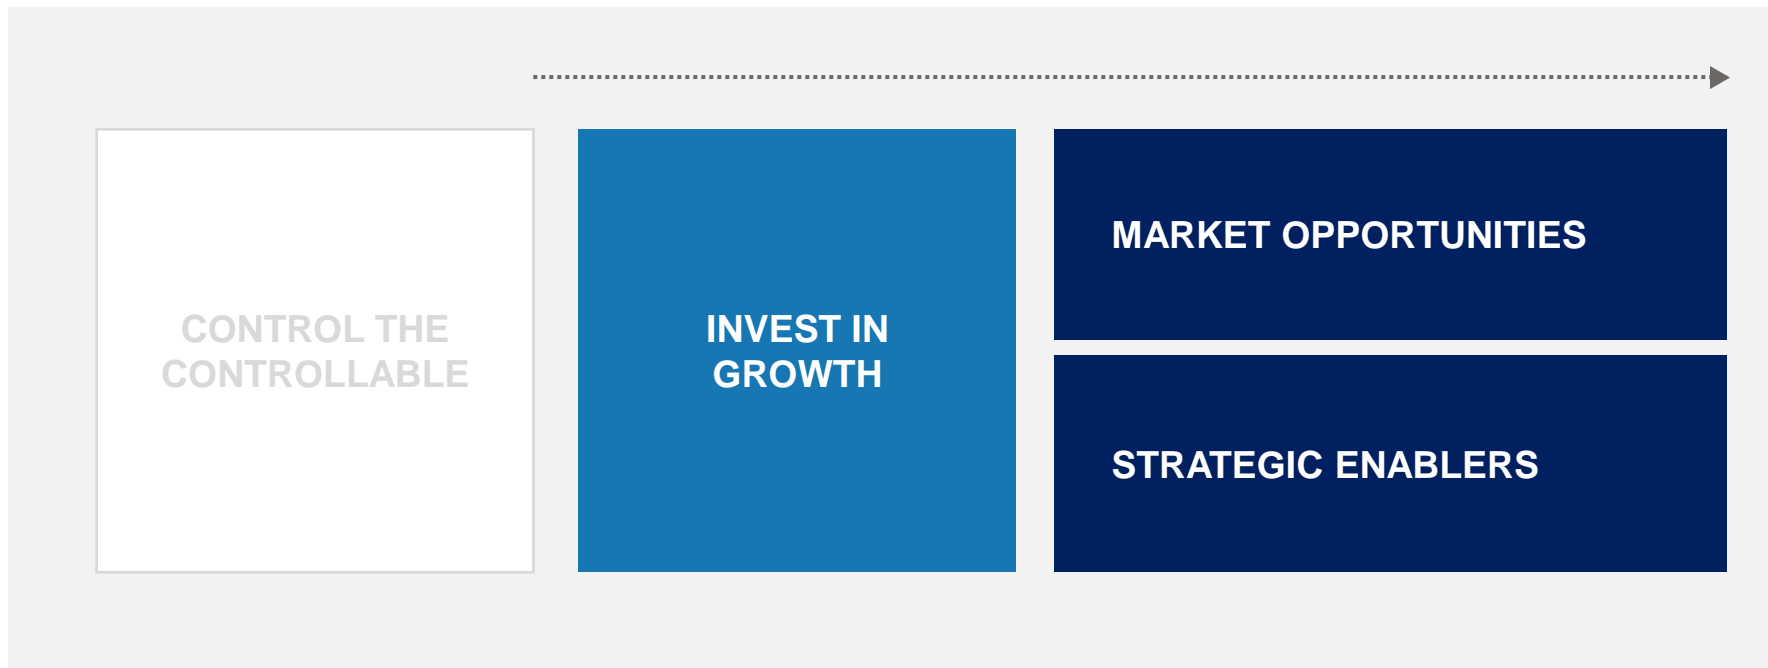 CONTROL THE
CONTROLLABLE
INVEST IN
GROWTH
MARKET OPPORTUNITIES
STRATEGIC ENABLERS